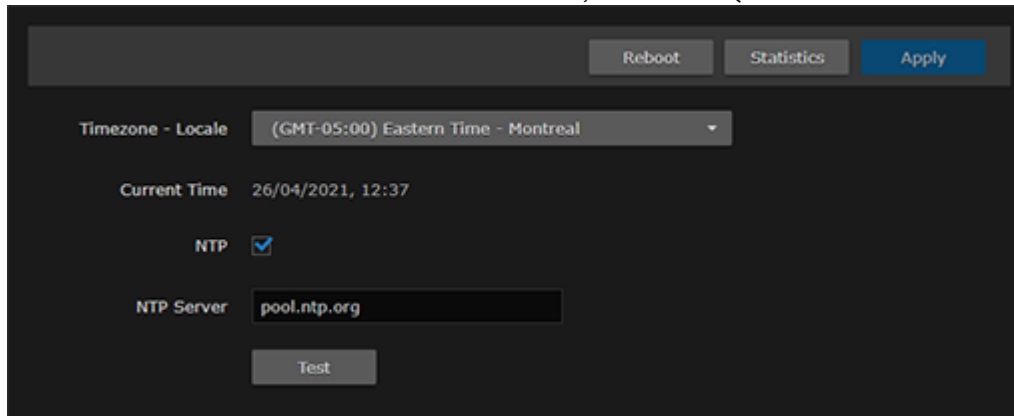 Reboot Statistics Apply
Timezone - Locale (GMT-05:00) Eastern Time - Montreal
Current Time 26/04/2021, 12:37
NTP
NTP Server pool.ntp.org
Test